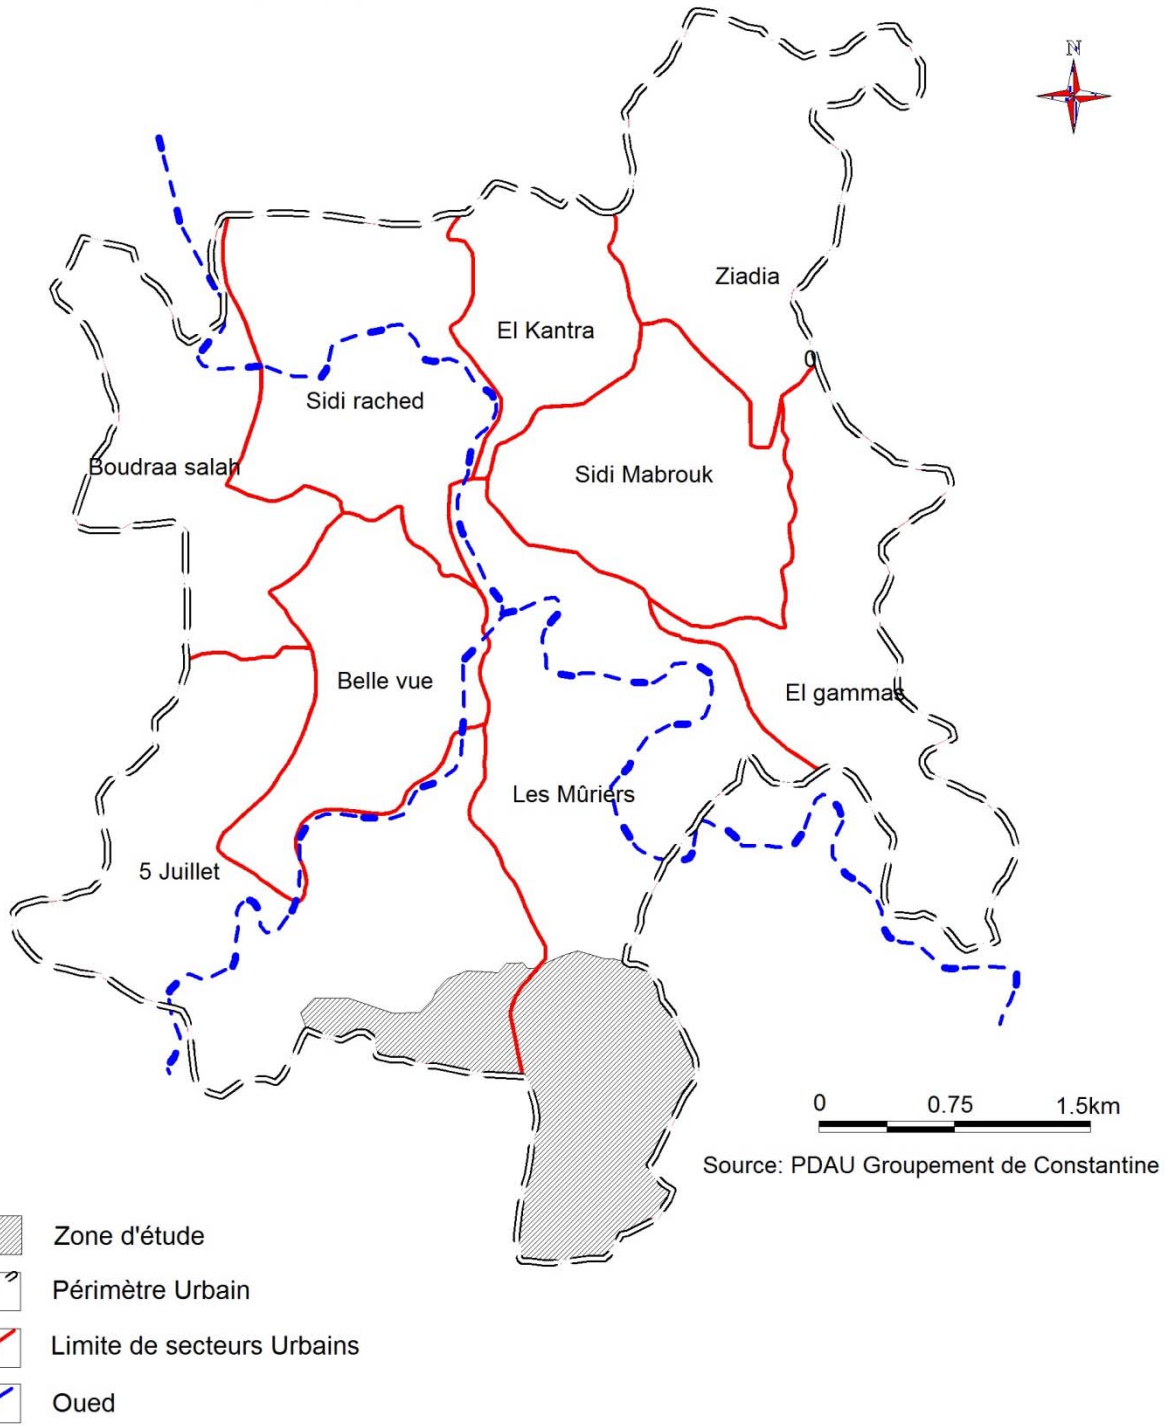 N
Ziadia
El Kantra
0
Sidi rached
Boudraa salah
Sidi Mabrouk
Belle vue
El gammas
Les Mûriers
5 Juillet
0 0.75 1.5km
Source: PDAU Groupement de Constantine
Zone d'étude
Périmètre Urbain
Limite de secteurs Urbains
Oued